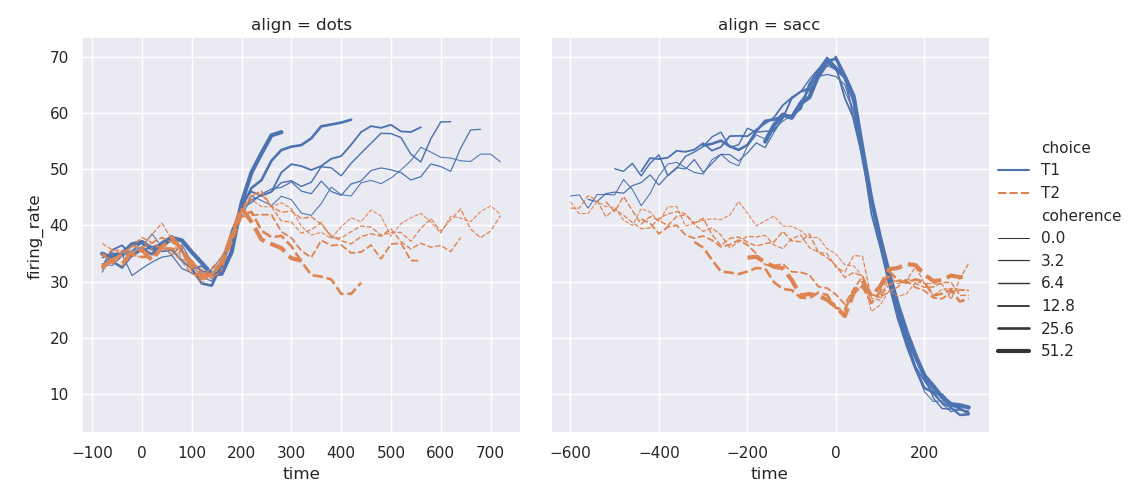 align = dots
align = sacc
firing_rate
70
60
50
40
30
20
10
−100 0 100 200 300 400 500 600 700
time
−600 −400 −200 0 200
time
choice
T1
T2
coherence
0.0
3.2
6.4
12.8
25.6
51.2